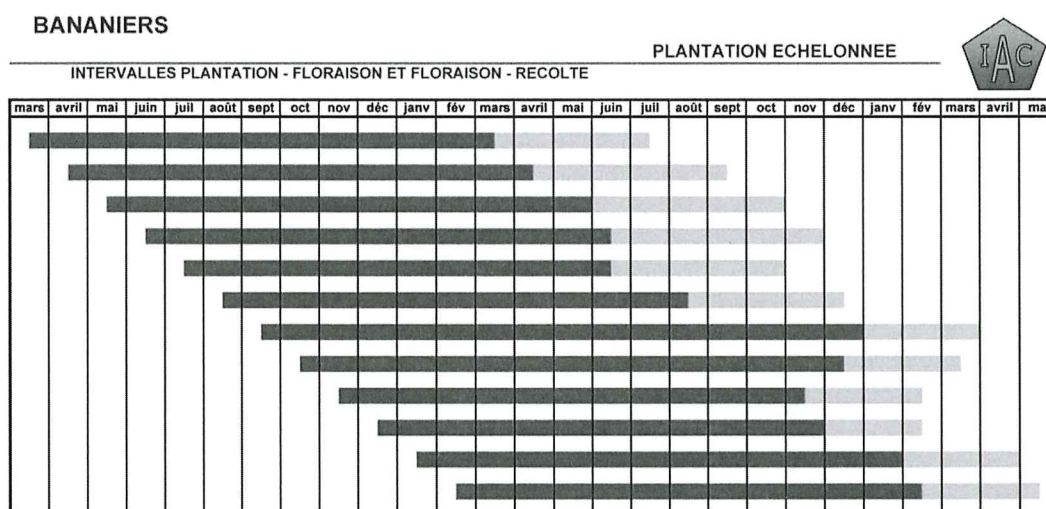 BANANIERS
PLANTATION ECHELONNEE
IAC
INTERVALLES PLANTATION - FLORAISON ET FLORAISON - RECOLTE
mars avril mai juin juil août sept oct nov déc janv fév mars avril mai juin juil août sept oct nov déc janv fév mars avril ma